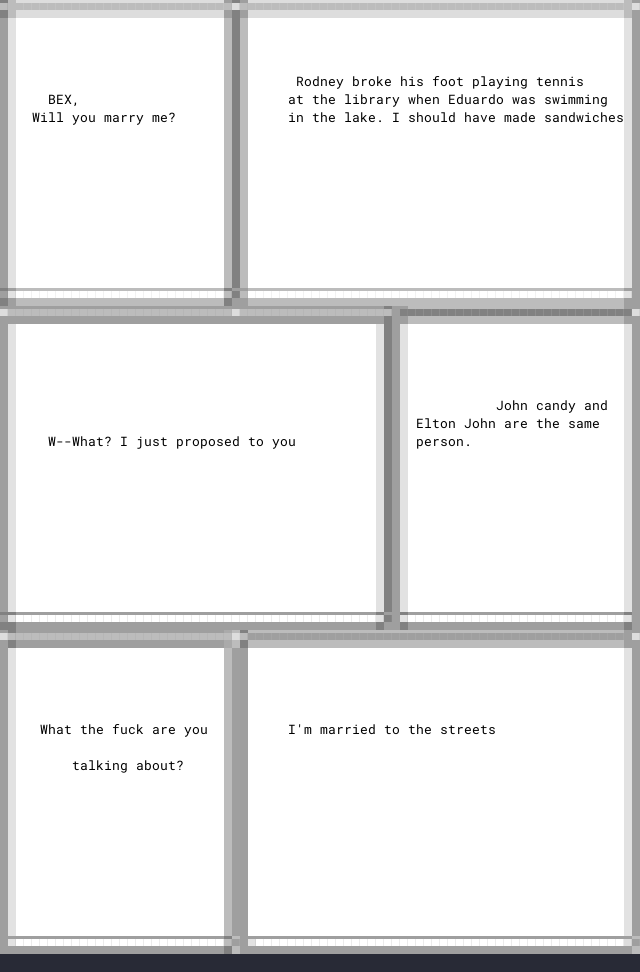 BEX,
Will you marry me?
Rodney broke his foot playing tennis
at the library when Eduardo was swimming
in the lake. I should have made sandwiches
W--What? I just proposed to you
John candy and
Elton John are the same
person.
What the fuck are you
talking about?
I'm married to the streets